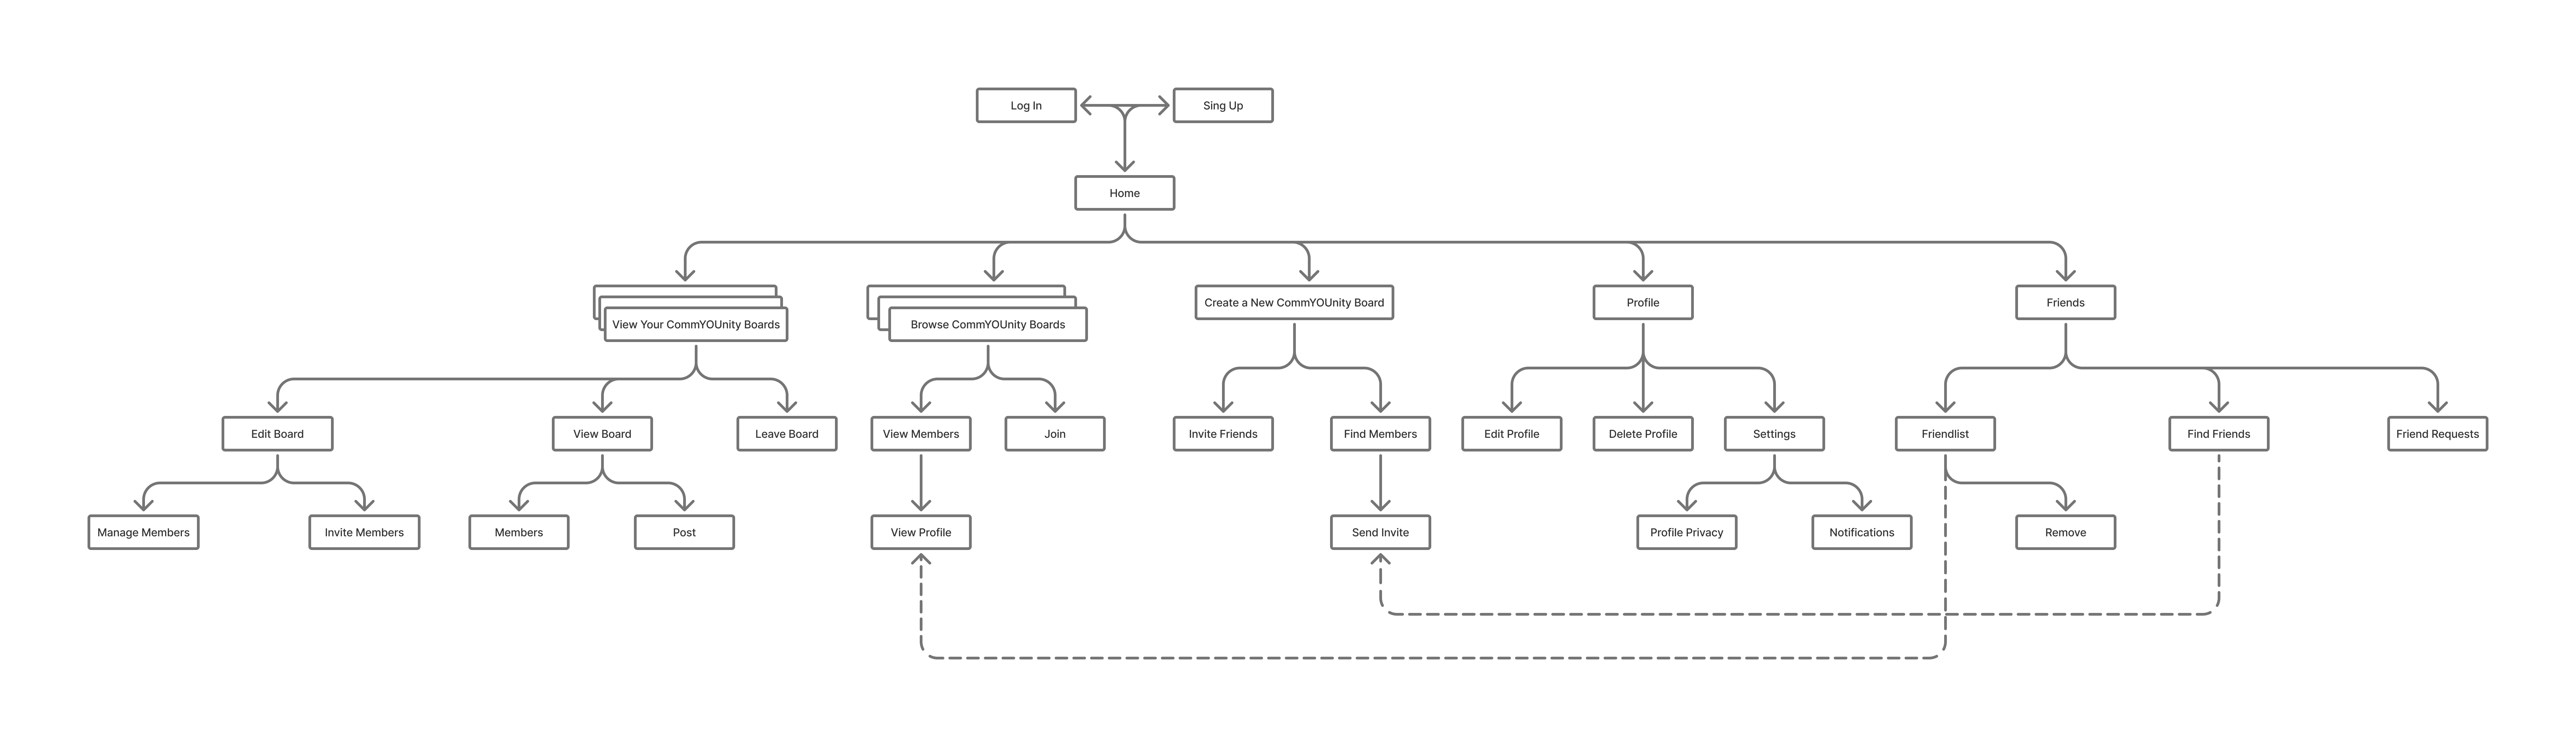 Log In
Sing Up
Home
View Your CommYOUnity Boards
Browse CommYOUnity Boards
Create a New CommYOUnity Board
Profile
Friends
Edit Board
View Board
Leave Board
View Members
Join
Invite Friends
Find Members
Edit Profile
Delete Profile
Settings
Friendlist
Find Friends
Friend Requests
Manage Members
Invite Members
Members
Post
View Profile
Send Invite
Profile Privacy
Notifications
Remove